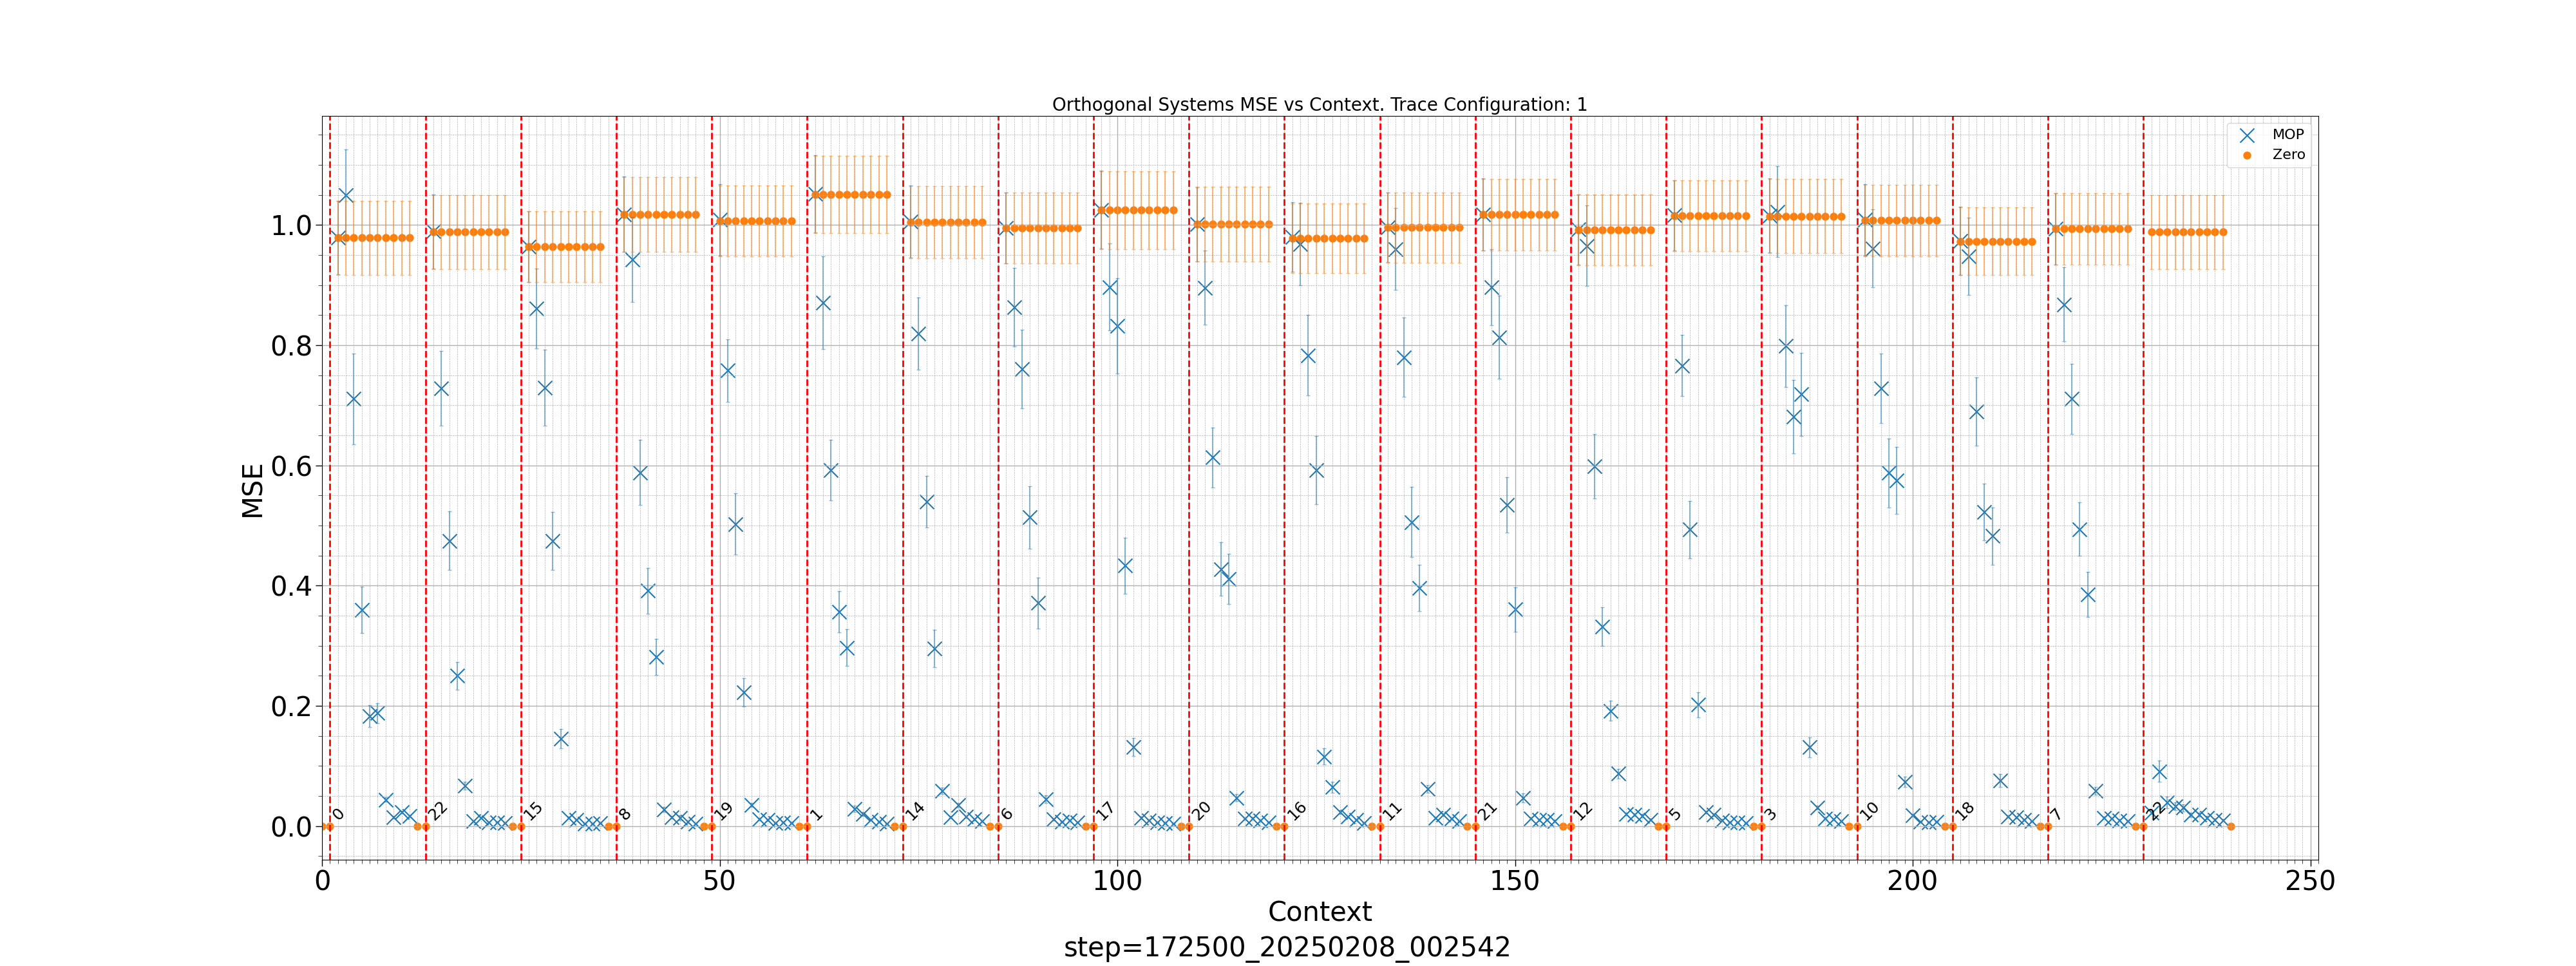 Orthogonal Systems MSE vs Context. Trace Configuration: 1
MOP
Zero
MSE
1.0
0.8
0.6
0.4
0.2
0.0
0 22 15 8 19 1 14 6 17 20 16 11 21 12 5 3 10 18 7 22
0 50 100 150 200 250
Context
step=172500_20250208_002542